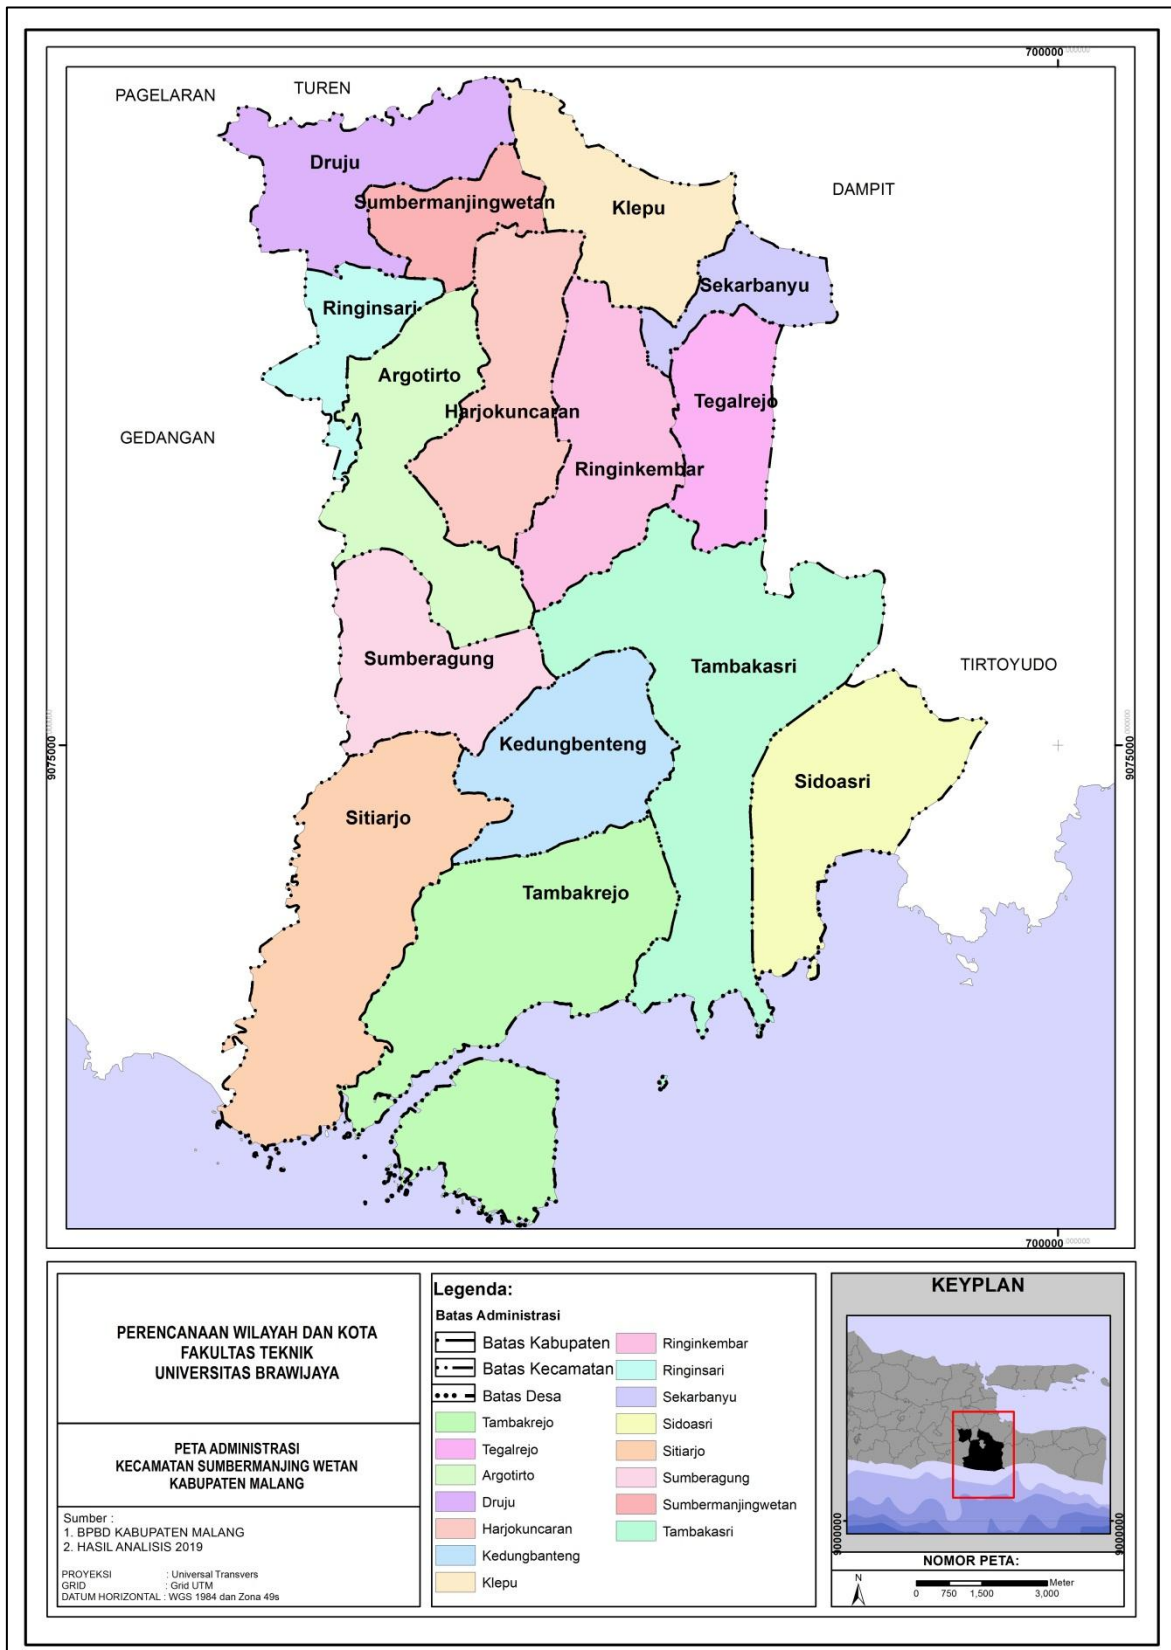 700000.000000
PAGELARAN
TUREN
DAMPIT
GEDANGAN
TIRTOYUDO
Druju
Sumbermanjingwetan
Klepu
Sekarbanyu
Ringinsari
Argotirto
Tegalrejo
Harjokuncaran
Ringinkembar
Sumberagung
Tambakasri
Kedungbenteng
Sidoasri
Sitiarjo
Tambakrejo
9075000.000000
9075000.000000
700000.000000
PERENCANAAN WILAYAH DAN KOTA
FAKULTAS TEKNIK
UNIVERSITAS BRAWIJAYA
PETA ADMINISTRASI
KECAMATAN SUMBERMANJING WETAN
KABUPATEN MALANG
Sumber :
1. BPBD KABUPATEN MALANG
2. HASIL ANALISIS 2019
PROYEKSI : Universal Transvers
GRID : Grid UTM
DATUM HORIZONTAL : WGS 1984 dan Zona 49s
Legenda:
Batas Administrasi
Batas Kabupaten
Batas Kecamatan
Batas Desa
Tambakrejo
Tegalrejo
Argotirto
Druju
Harjokuncaran
Kedungbanteng
Klepu
Ringinkembar
Ringinsari
Sekarbanyu
Sidoasri
Sitiarjo
Sumberagung
Sumbermanjingwetan
Tambakasri
KEYPLAN
9000000
9000000
NOMOR PETA:
N
Meter
0 750 1,500 3,000